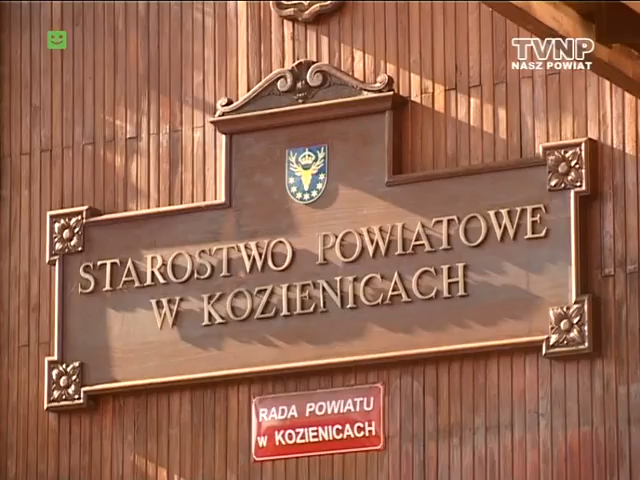 TVNP
NASZ POWIAT
STAROSTWO POWIATOWE
W KOZIENICACH
RADA POWIATU
w KOZIENICACH